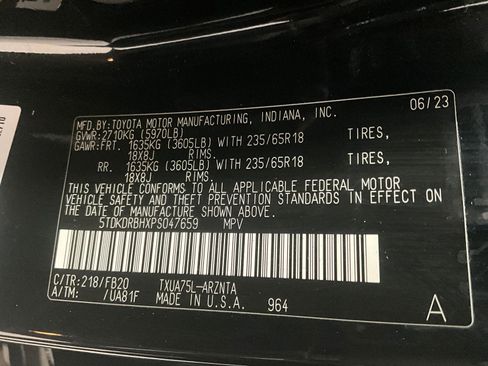 MFD.BY:TOYOTA MOTOR MANUFACTURING, INDIANA, INC. 06/23
GVWR:2710KG (5970LB)
GAWR:FRT. 1635KG (3605LB) WITH 235/65R18 TIRES,
18X8J RIMS.
RR. 1635KG (3605LB) WITH 235/65R18 TIRES,
18X8J RIMS.
THIS VEHICLE CONFORMS TO ALL APPLICABLE FEDERAL MOTOR
VEHICLE SAFETY AND THEFT PREVENTION STANDARDS IN EFFECT ON
THE DATE OF MANUFACTURE SHOWN ABOVE.
5TDKDRBHXPS047659 MPV
C/TR:218/FB20 TXUA75L-ARZNTA
A/TM: /UA81F MADE IN U.S.A. 964 A